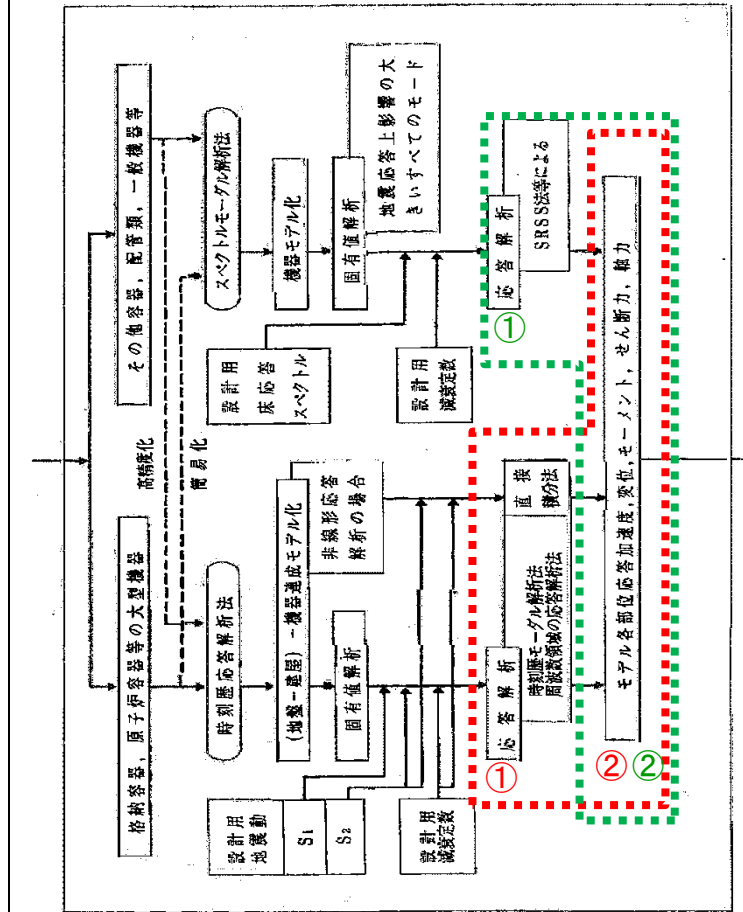 格納容器，原子炉容器等の大型機器
その他容器，配管類，一般機器等
高精度化
簡易化
時刻歴応答解析法
スペクトルモーダル解析法
(地盤－建屋)－機器連成モデル化
非線形応答
解析の場合
機器モデル化
固有値解析
固有値解析
地震応答上影響の大
きいすべてのモード
設計用
地震動
S₁
S₂
設計用
床応答
スペクトル
設計用
減衰定数
設計用
減衰定数
①
応答解析
時刻歴モーダル解析法
周波数領域の応答解析法
直接
積分法
①
応答解析
SRSS法等による
②
②
モデル各部位応答加速度，変位，モーメント，せん断力，軸力